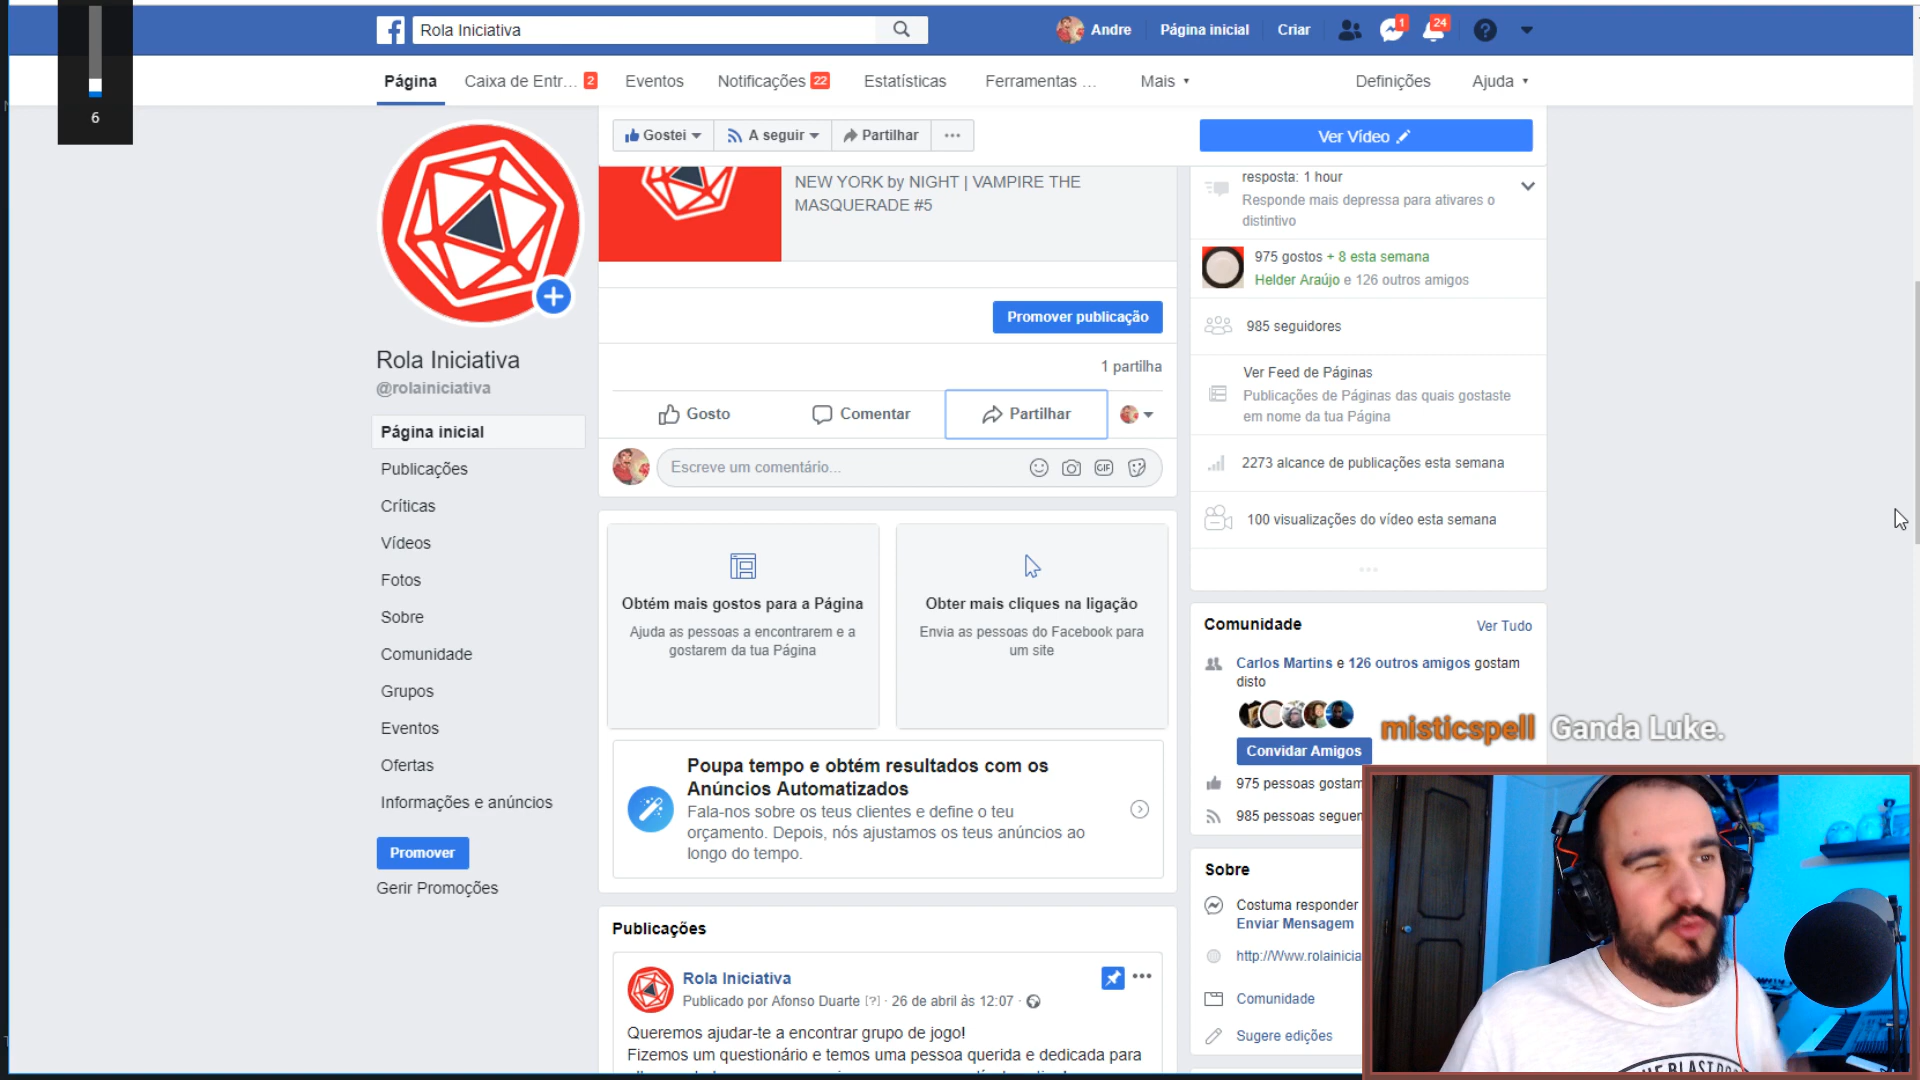 Rola Iniciativa
Andre
Página inicial
Criar
1
24
6
Página
Caixa de Entr... 2
Eventos
Notificações 22
Estatísticas
Ferramentas ...
Mais
Definições
Ajuda
Gostei
A seguir
Partilhar
Ver Vídeo
NEW YORK by NIGHT | VAMPIRE THE
MASQUERADE #5
Promover publicação
1 partilha
Gosto
Comentar
Partilhar
Escreve um comentário...
GIF
Rola Iniciativa
@rolainiciativa
Página inicial
Publicações
Críticas
Vídeos
Fotos
Sobre
Comunidade
Grupos
Eventos
Ofertas
Informações e anúncios
Promover
Gerir Promoções
Obtém mais gostos para a Página
Ajuda as pessoas a encontrarem e a
gostarem da tua Página
Obter mais cliques na ligação
Envia as pessoas do Facebook para
um site
Poupa tempo e obtém resultados com os
Anúncios Automatizados
Fala-nos sobre os teus clientes e define o teu
orçamento. Depois, nós ajustamos os teus anúncios ao
longo do tempo.
Publicações
Rola Iniciativa
Publicado por Afonso Duarte [?] · 26 de abril às 12:07 ·
Queremos ajudar-te a encontrar grupo de jogo!
Fizemos um questionário e temos uma pessoa querida e dedicada para
resposta: 1 hour
Responde mais depressa para ativares o
distintivo
975 gostos + 8 esta semana
Helder Araújo e 126 outros amigos
985 seguidores
Ver Feed de Páginas
Publicações de Páginas das quais gostaste
em nome da tua Página
2273 alcance de publicações esta semana
100 visualizações do vídeo esta semana
Comunidade
Ver Tudo
Carlos Martins e 126 outros amigos gostam
disto
misticspell Ganda Luke.
Convidar Amigos
975 pessoas gostam
985 pessoas seguem
Sobre
Costuma responder
Enviar Mensagem
http://Www.rolainicia
Comunidade
Sugere edições